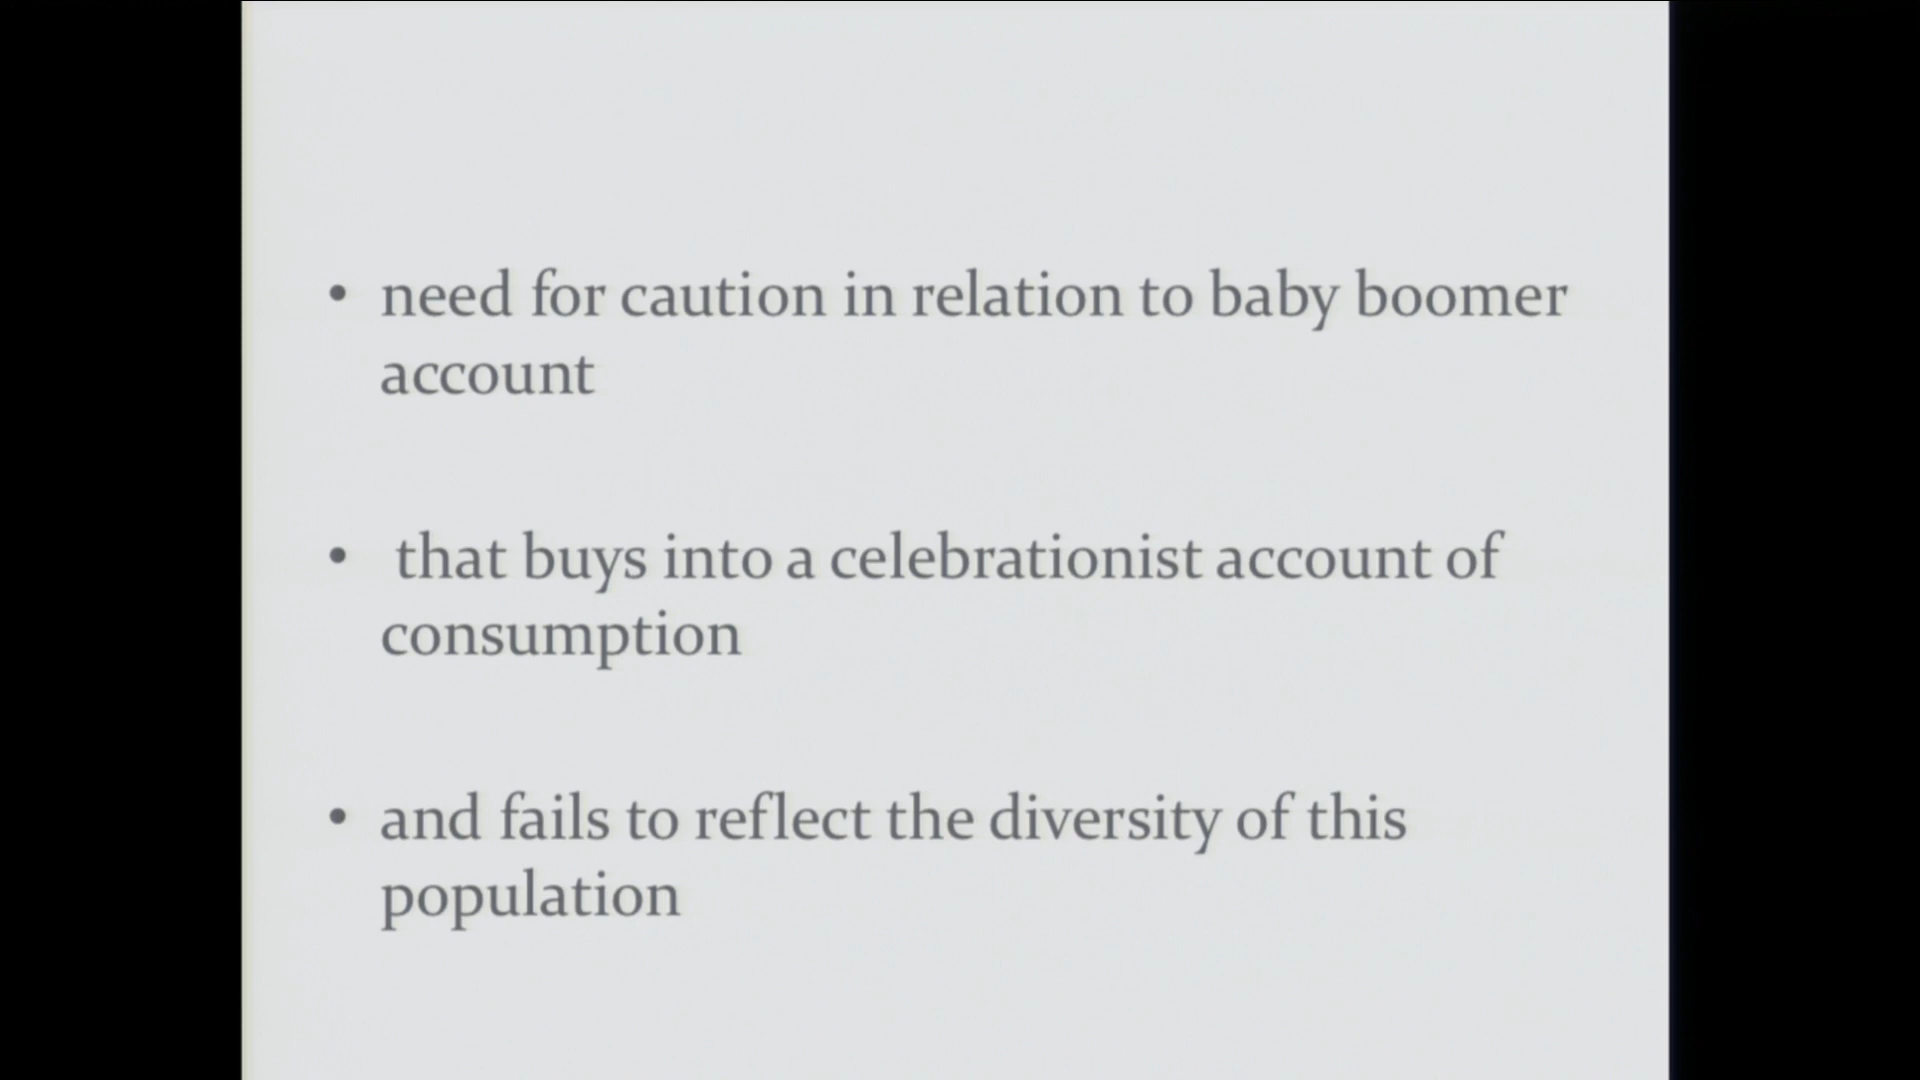 • need for caution in relation to baby boomer
account
• that buys into a celebrationist account of
consumption
• and fails to reflect the diversity of this
population